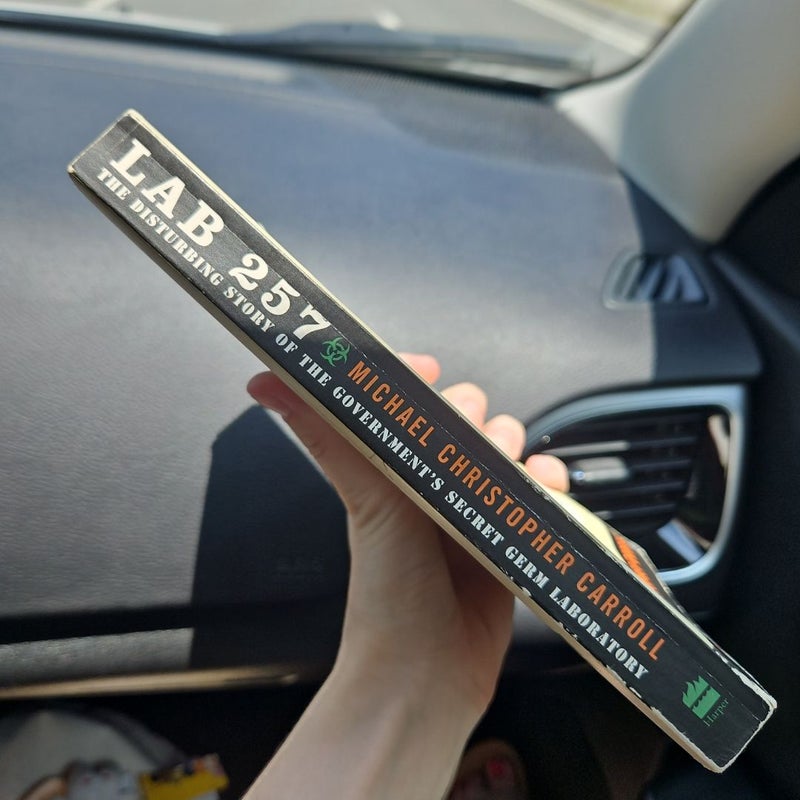 LAB 257
THE DISTURBING STORY OF THE GOVERNMENT'S SECRET GERM LABORATORY
MICHAEL CHRISTOPHER CARROLL
Harper